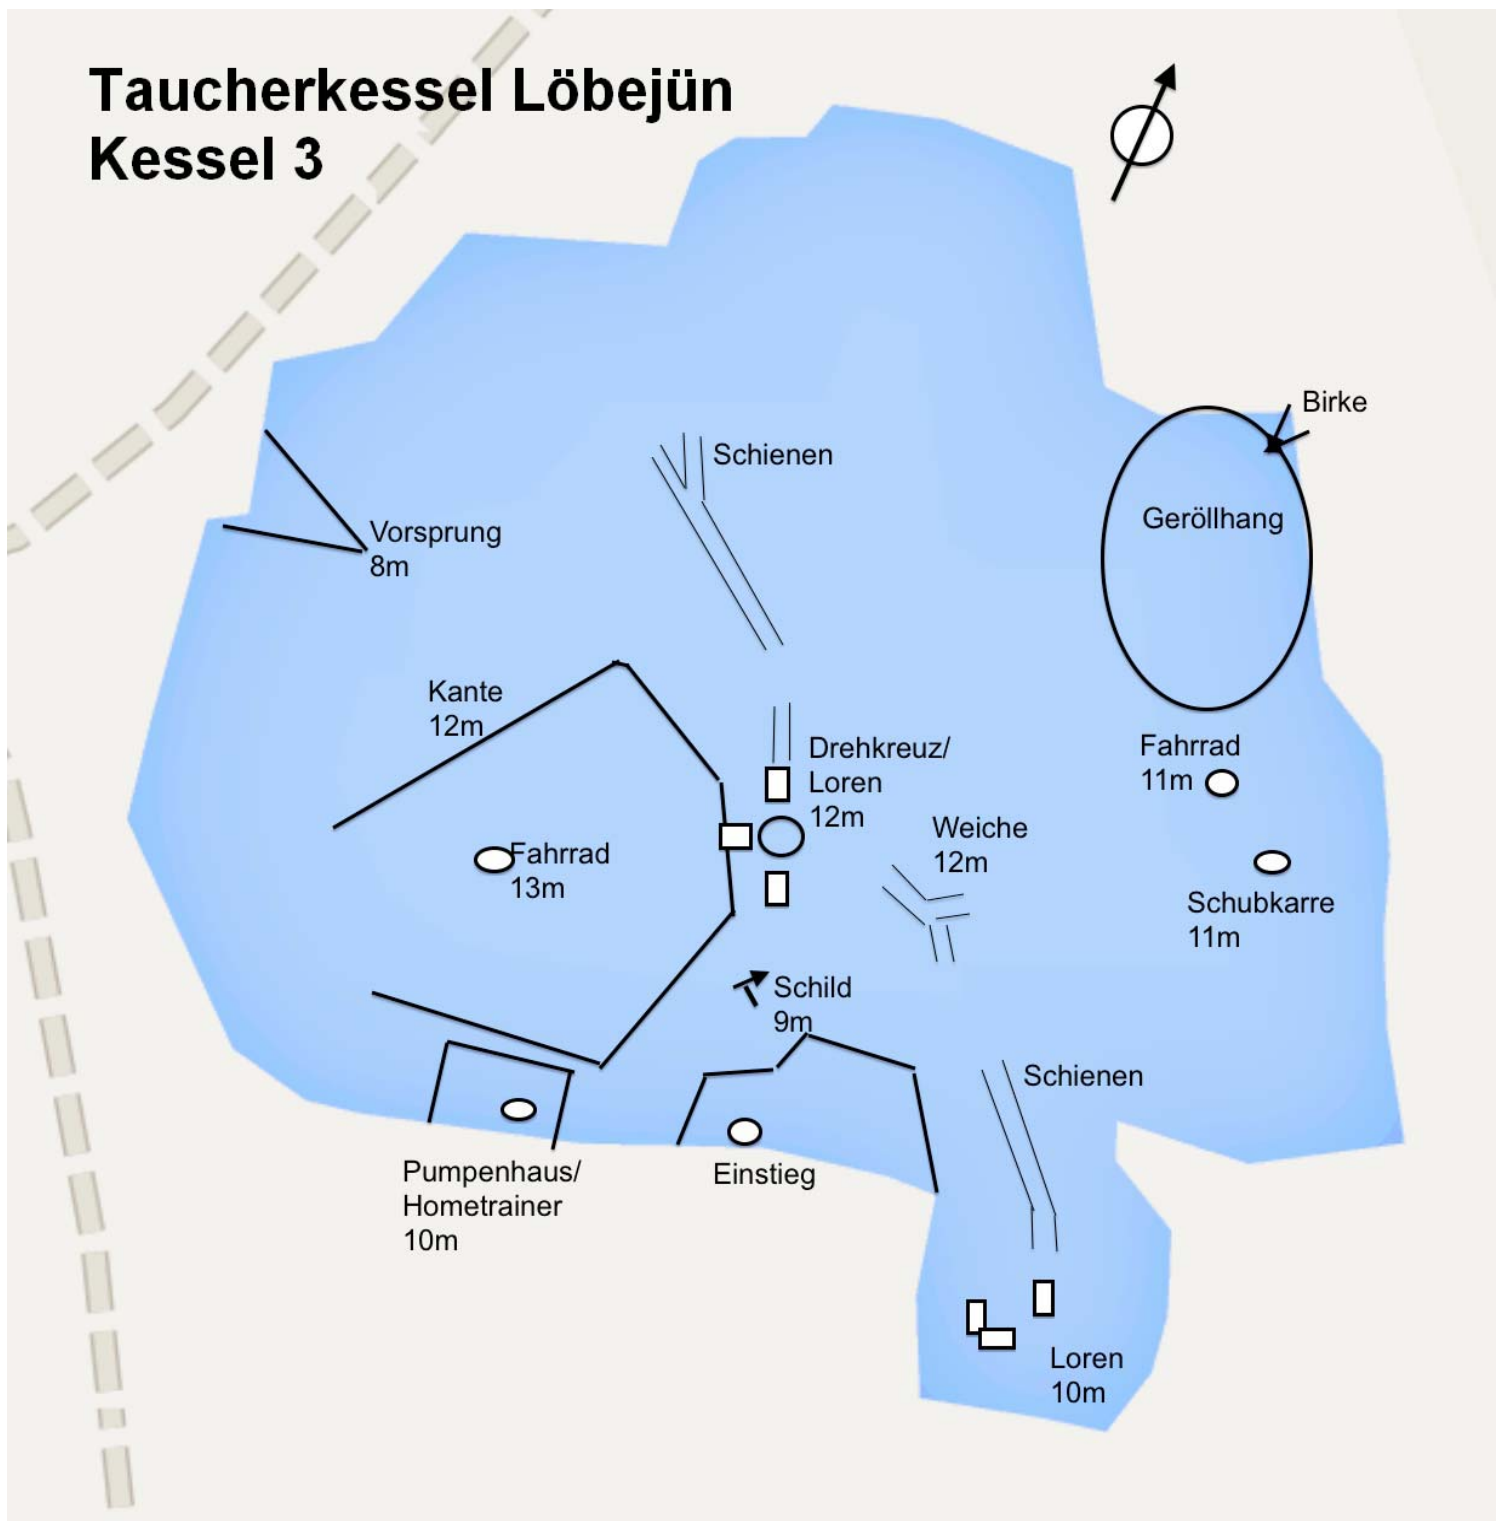 Taucherkessel Löbejün
Kessel 3
Birke
Schienen
Geröllhang
Vorsprung
8m
Kante
12m
Drehkreuz/
Loren
12m
Fahrrad
11m
Weiche
12m
Fahrrad
13m
Schubkarre
11m
Schild
9m
Schienen
Pumpenhaus/
Hometrainer
10m
Einstieg
Loren
10m